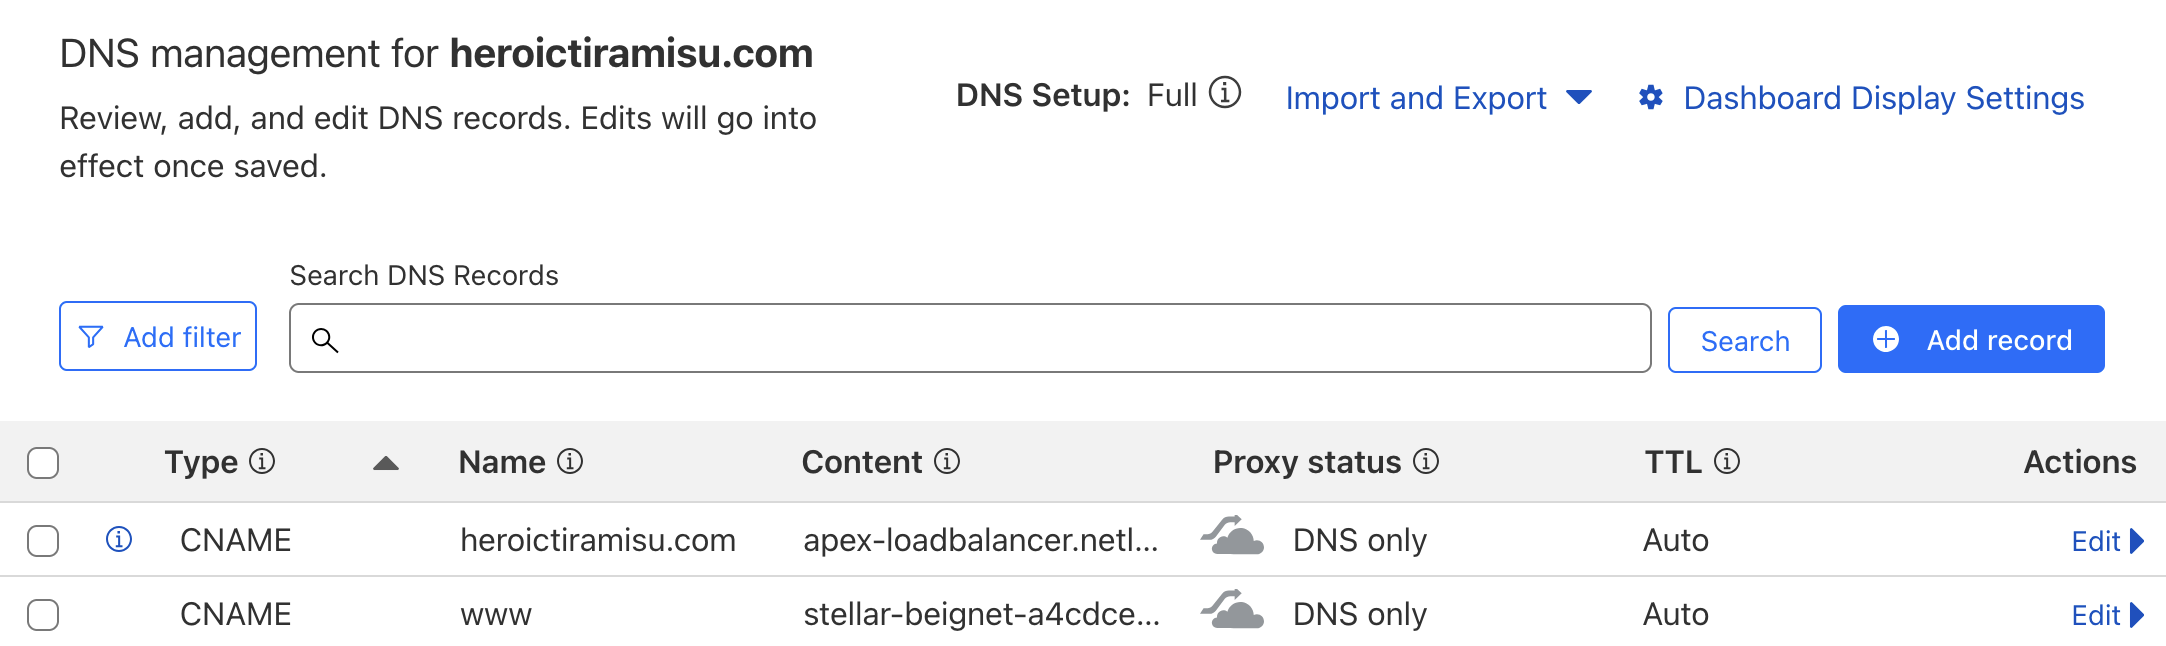 DNS management for heroictiramisu.com
Review, add, and edit DNS records. Edits will go into
effect once saved.
DNS Setup: Full
Import and Export
Dashboard Display Settings
Search DNS Records
Add filter
Search
Add record
Type Name Content Proxy status TTL Actions
CNAME heroictiramisu.com apex-loadbalancer.netl... DNS only Auto Edit
CNAME www stellar-beignet-a4cdce... DNS only Auto Edit